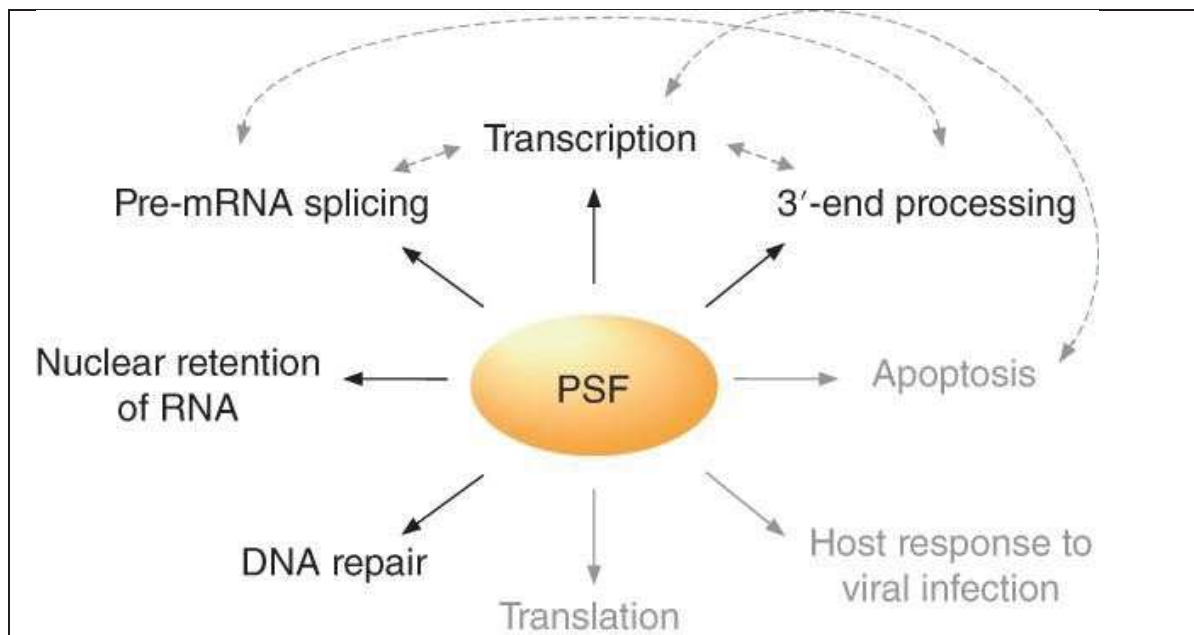 Transcription
Pre-mRNA splicing
3′-end processing
Nuclear retention
of RNA
PSF
Apoptosis
DNA repair
Host response to
viral infection
Translation